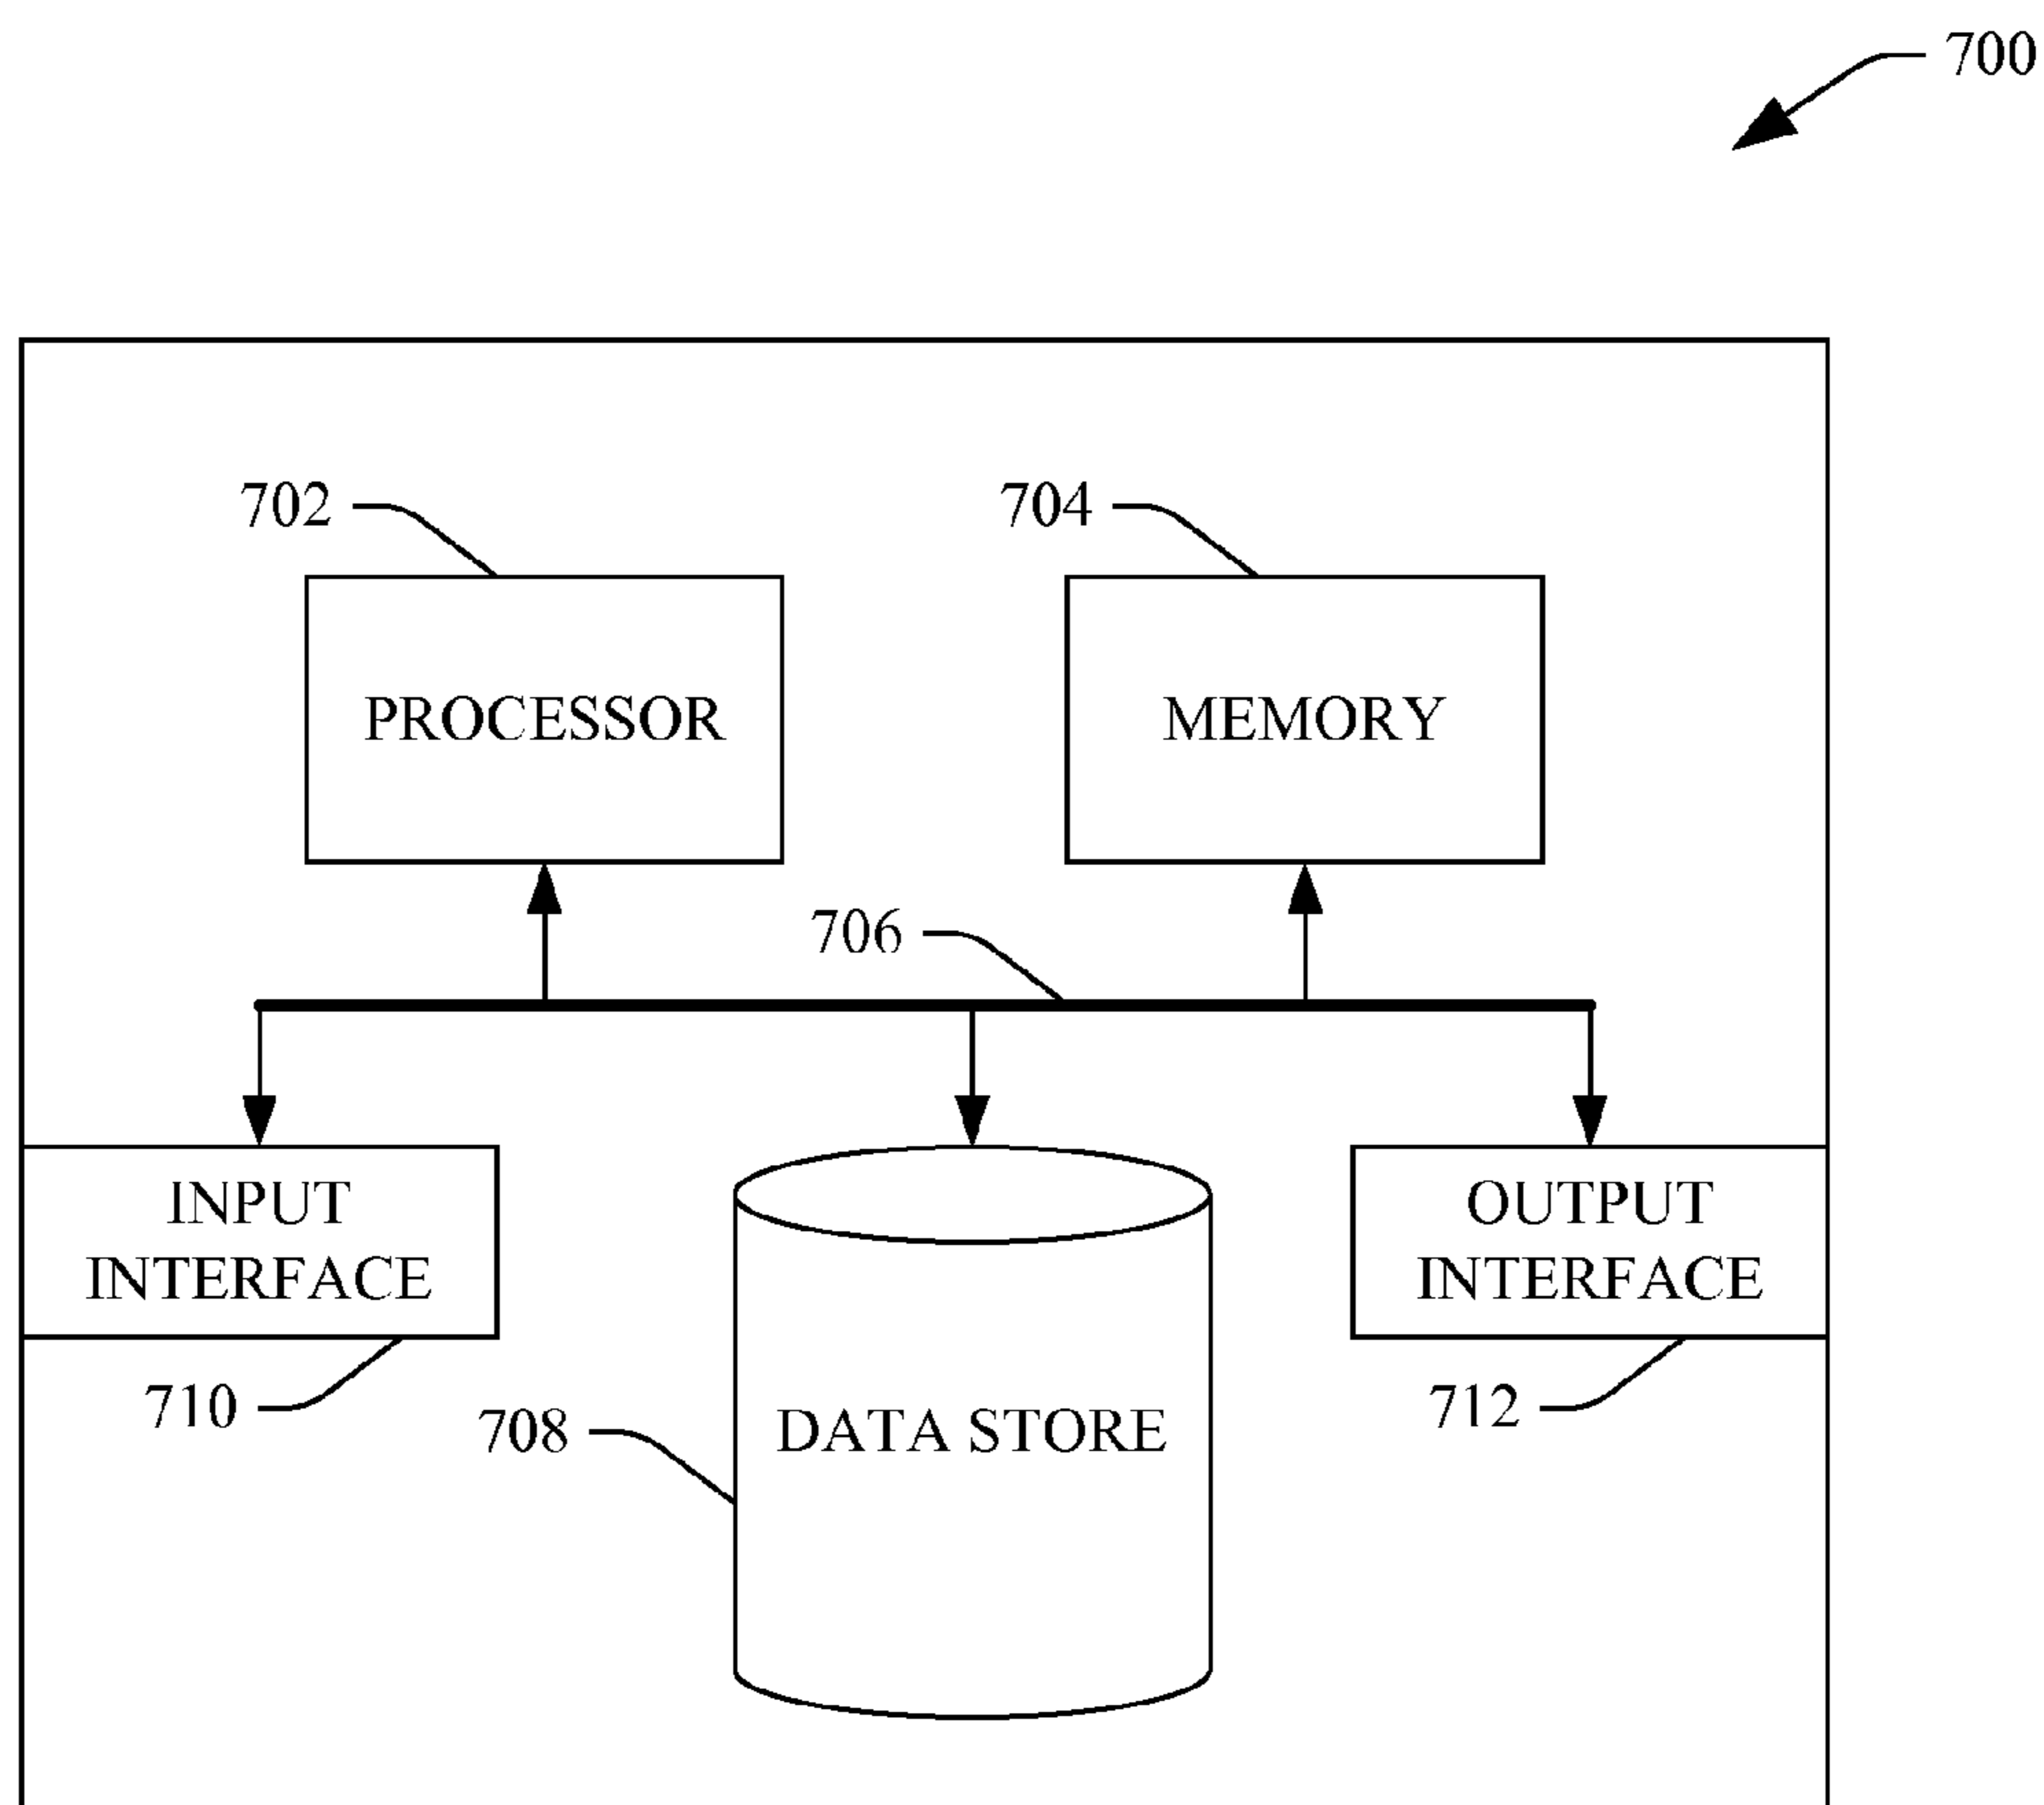 700
702
704
PROCESSOR
MEMORY
706
INPUT
INTERFACE
OUTPUT
INTERFACE
710
708
DATA STORE
712